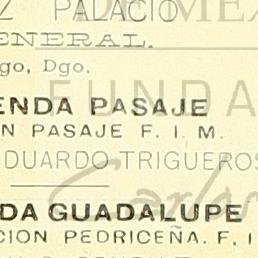 Z PALACIO
ENERAL.
go, Dgo.
ENDA PASAJE
N PASAJE F. I. M.
DUARDO TRIGUEROS
DA GUADALUPE
CION PEDRICEÑA. F. I